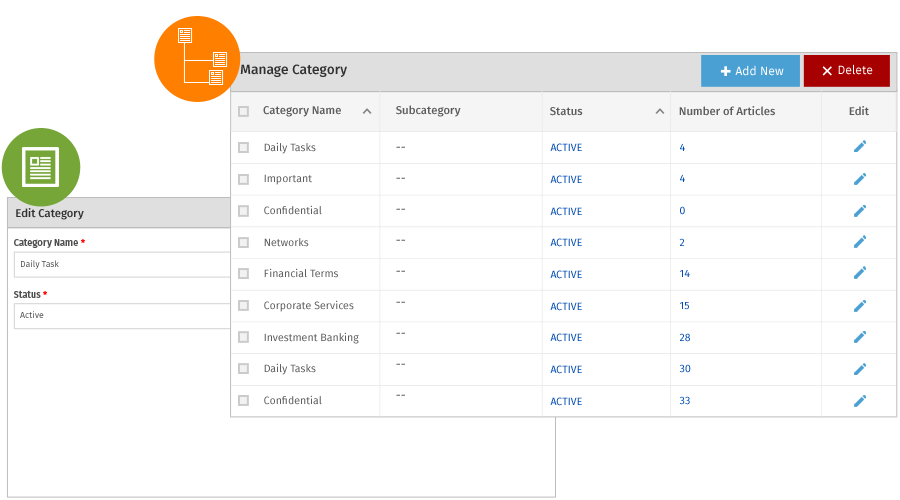 Manage Category
Add New
Delete
Category Name Subcategory Status Number of Articles Edit
Daily Tasks -- ACTIVE 4
Important -- ACTIVE 4
Confidential -- ACTIVE 0
Networks -- ACTIVE 2
Financial Terms -- ACTIVE 14
Corporate Services -- ACTIVE 15
Investment Banking -- ACTIVE 28
Daily Tasks -- ACTIVE 30
Confidential -- ACTIVE 33
Edit Category
Category Name *
Daily Task
Status *
Active